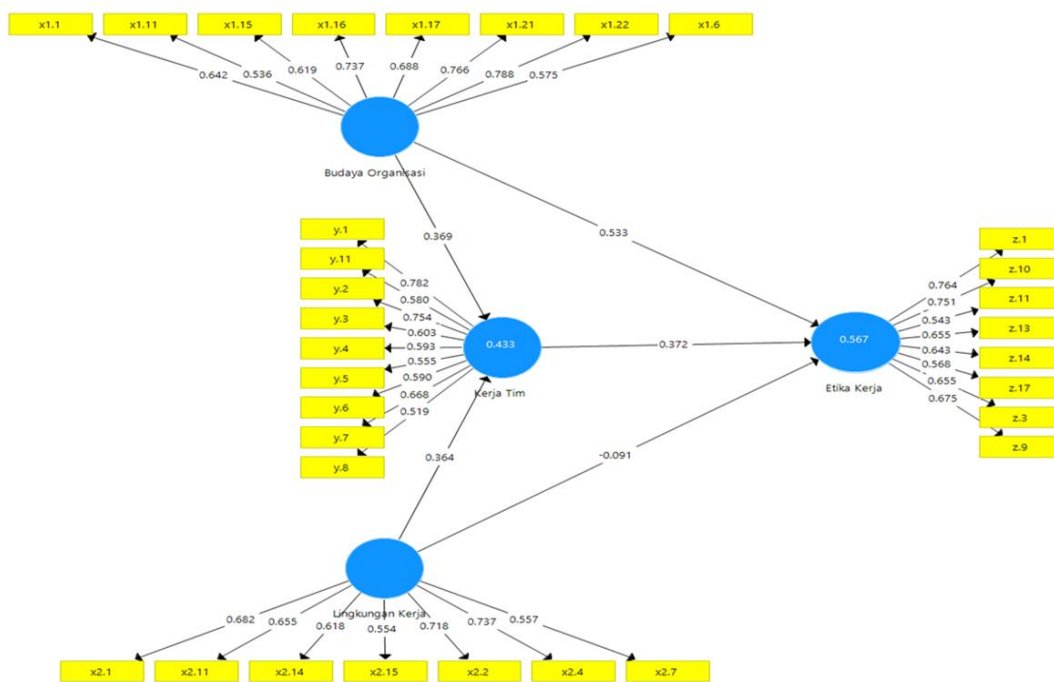 x1.1 x1.11 x1.15 x1.16 x1.17 x1.21 x1.22 x1.6
0.642 0.536 0.619 0.737 0.688 0.766 0.788 0.575
Budaya Organisasi
0.369
0.533
y.1
y.11
y.2
y.3
y.4
y.5
y.6
y.7
y.8
0.782
0.580
0.754
0.603
0.593
0.555
0.590
0.668
0.519
0.433
Kerja Tim
0.372
0.567
Etika Kerja
0.764
0.751
0.543
0.655
0.643
0.568
0.655
0.675
z.1
z.10
z.11
z.13
z.14
z.17
z.3
z.9
0.364
-0.091
Lingkungan Kerja
0.682 0.655 0.618 0.554 0.718 0.737 0.557
x2.1 x2.11 x2.14 x2.15 x2.2 x2.4 x2.7